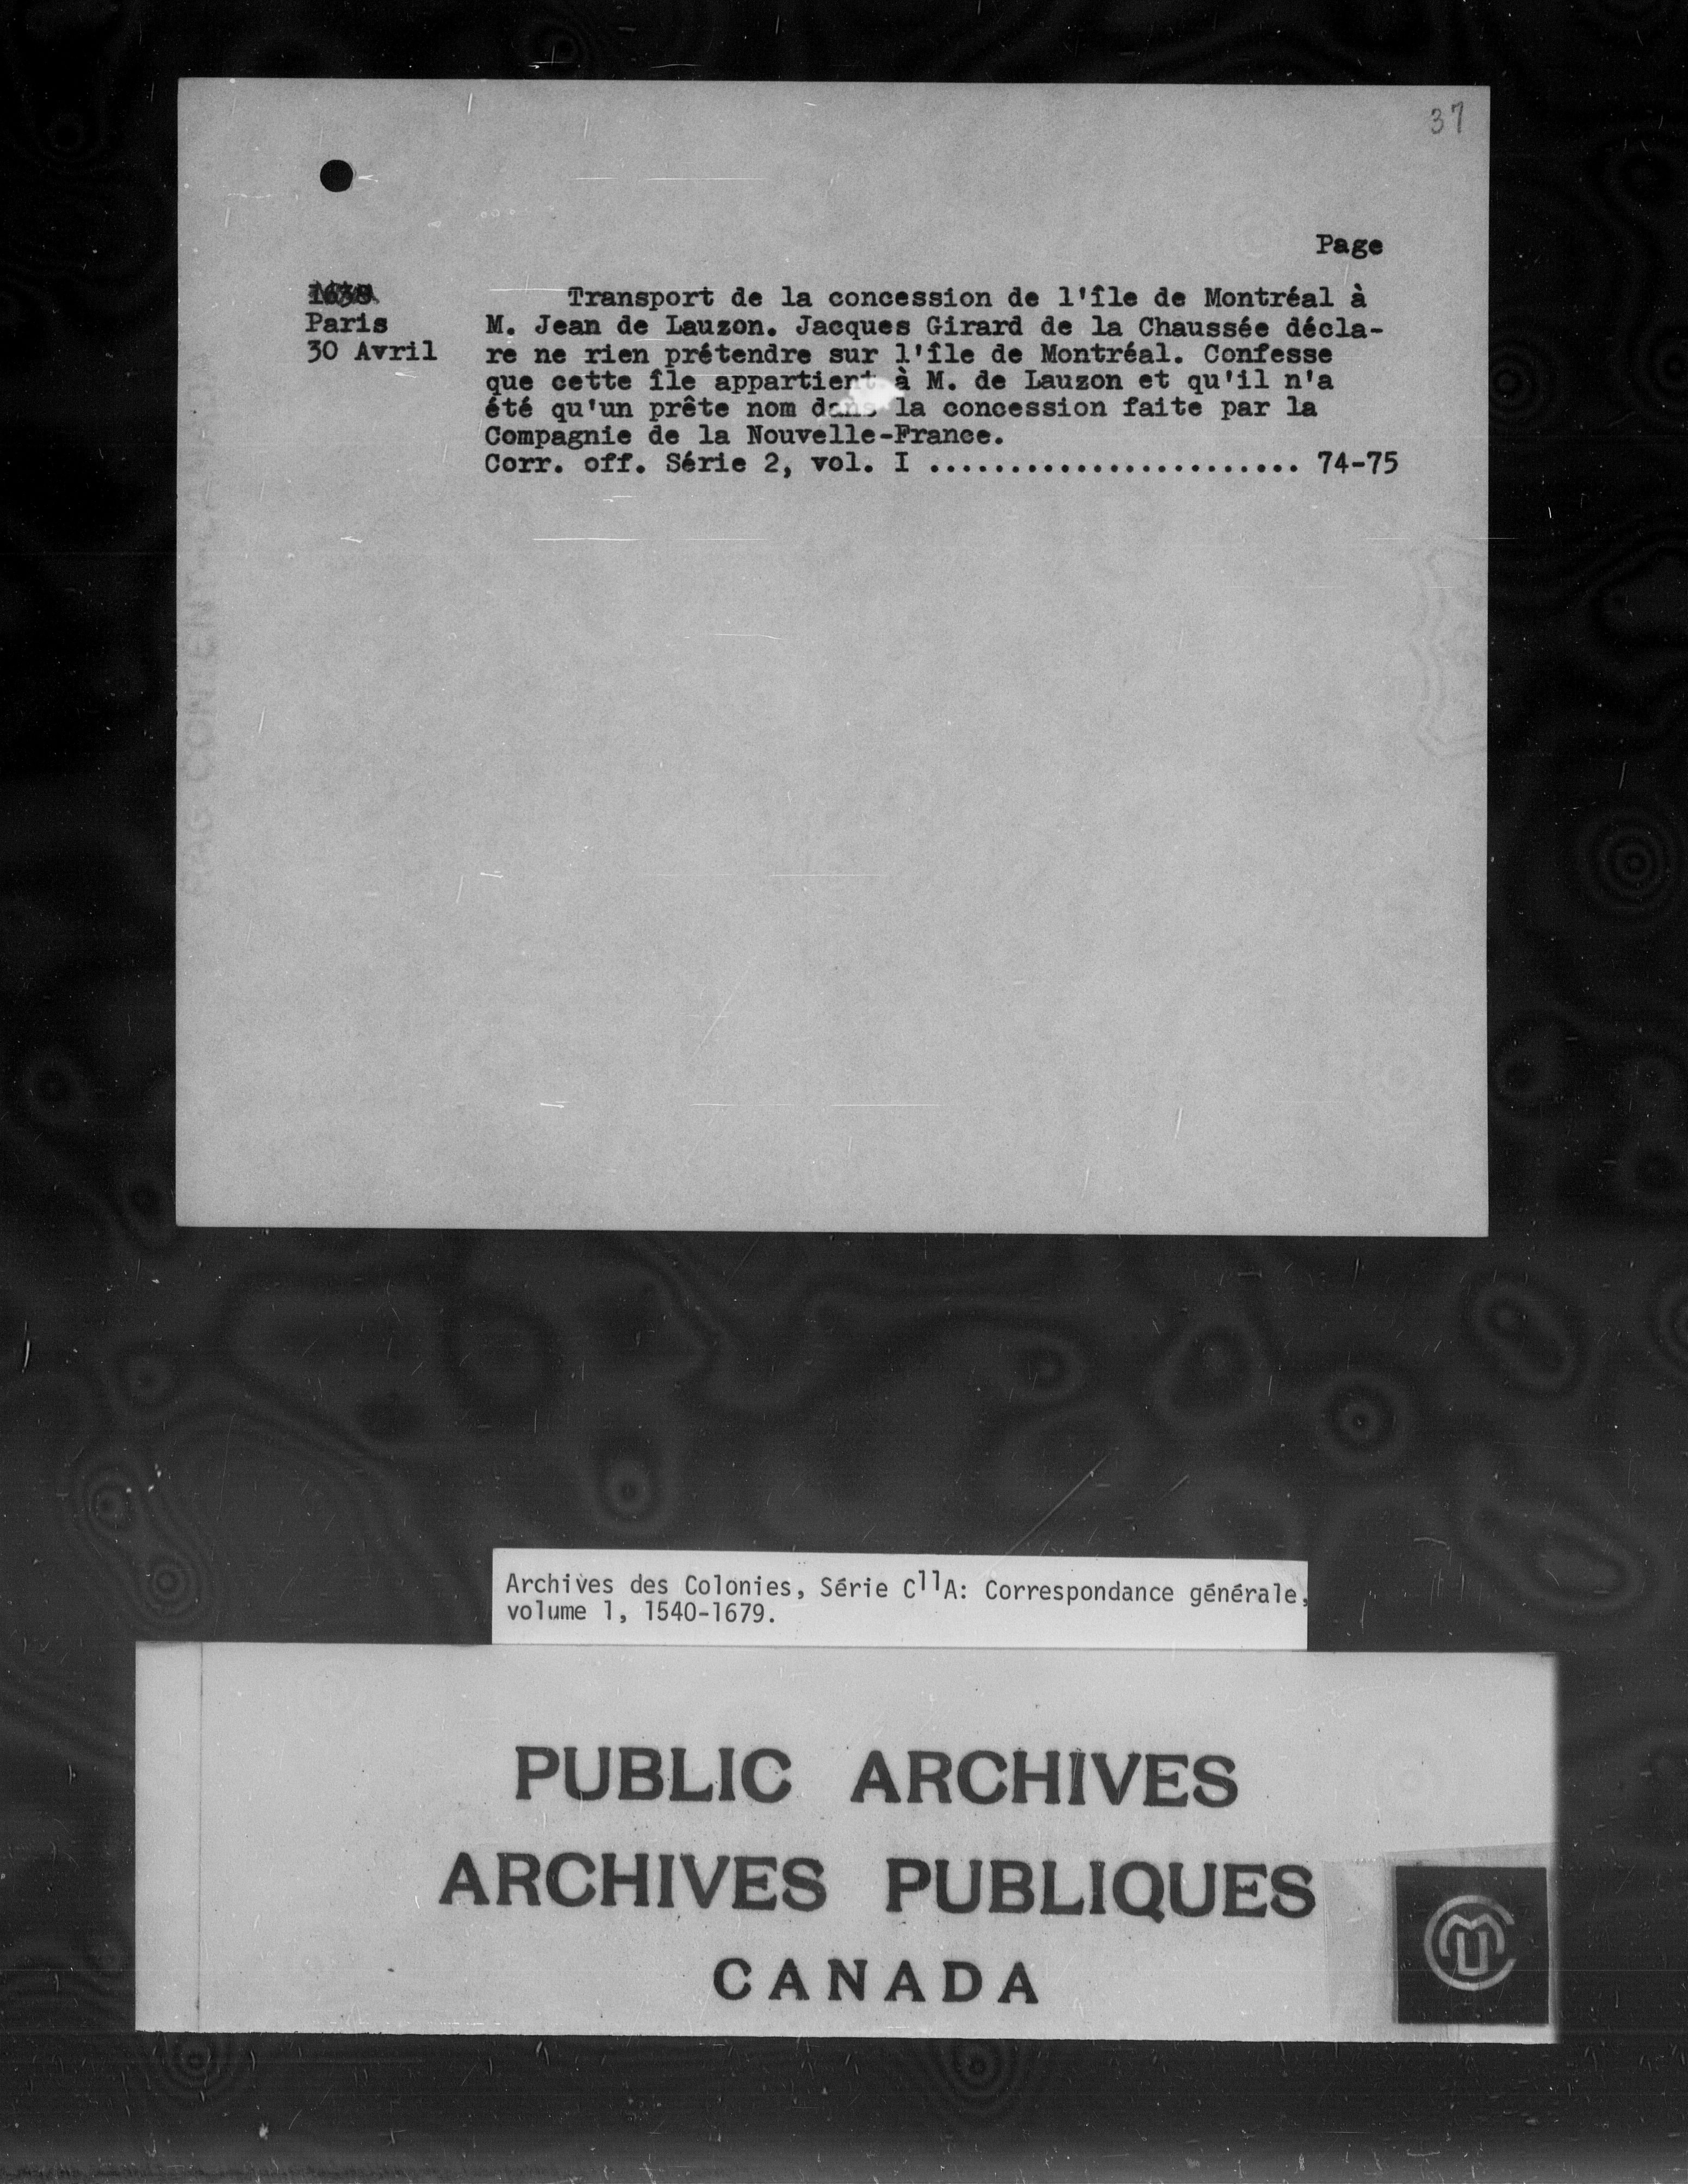 37
Page
1638
Paris
30 Avril
Transport de la concession de l'île de Montréal à
M. Jean de Lauzon. Jacques Girard de la Chaussée décla-
re ne rien prétendre sur l'île de Montréal. Confesse
que cette île appartient à M. de Lauzon et qu'il n'a
été qu'un prête nom dans la concession faite par la
Compagnie de la Nouvelle-France.
Corr. off. Série 2, vol. I ....................... 74-75
Archives des Colonies, Série C11A: Correspondance générale,
volume 1, 1540-1679.
PUBLIC ARCHIVES
ARCHIVES PUBLIQUES
CANADA